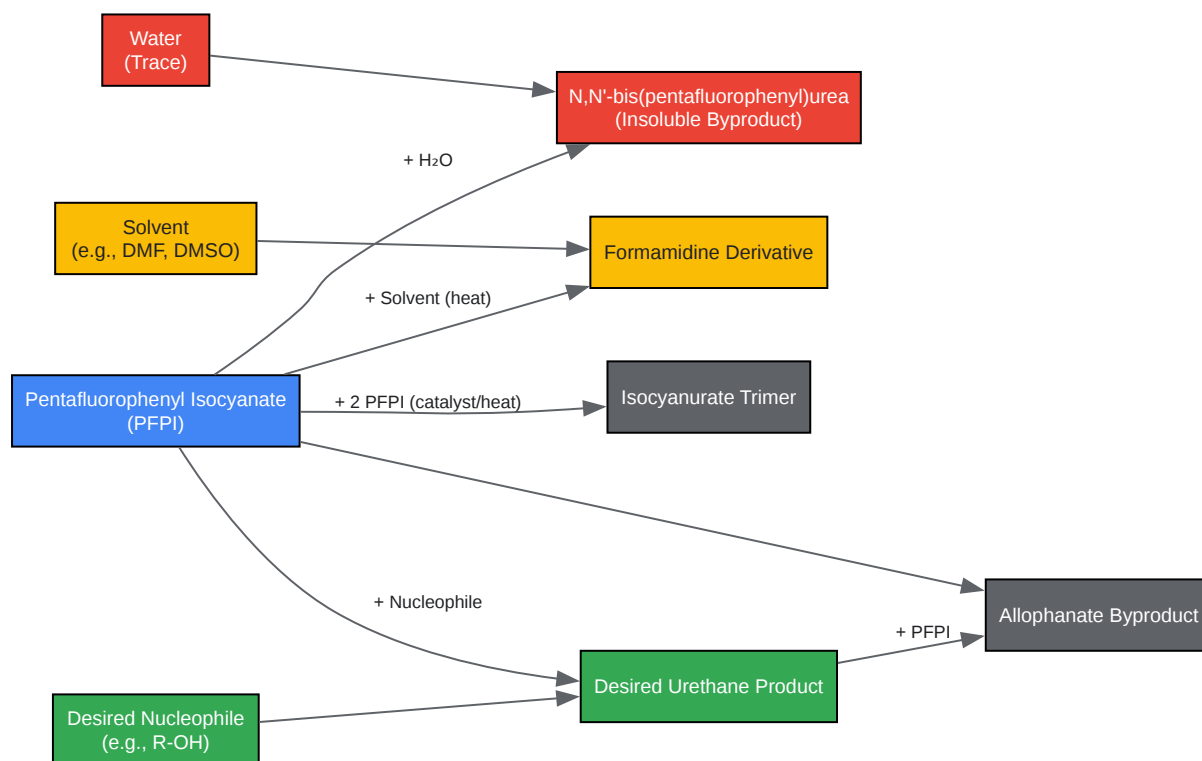 Water
(Trace)
N,N'-bis(pentafluorophenyl)urea
(Insoluble Byproduct)
+ H₂O
Solvent
(e.g., DMF, DMSO)
Formamidine Derivative
+ Solvent (heat)
Pentafluorophenyl Isocyanate
(PFPI)
+ 2 PFPI (catalyst/heat)
Isocyanurate Trimer
+ Nucleophile
Allophanate Byproduct
+ PFPI
Desired Urethane Product
Desired Nucleophile
(e.g., R-OH)